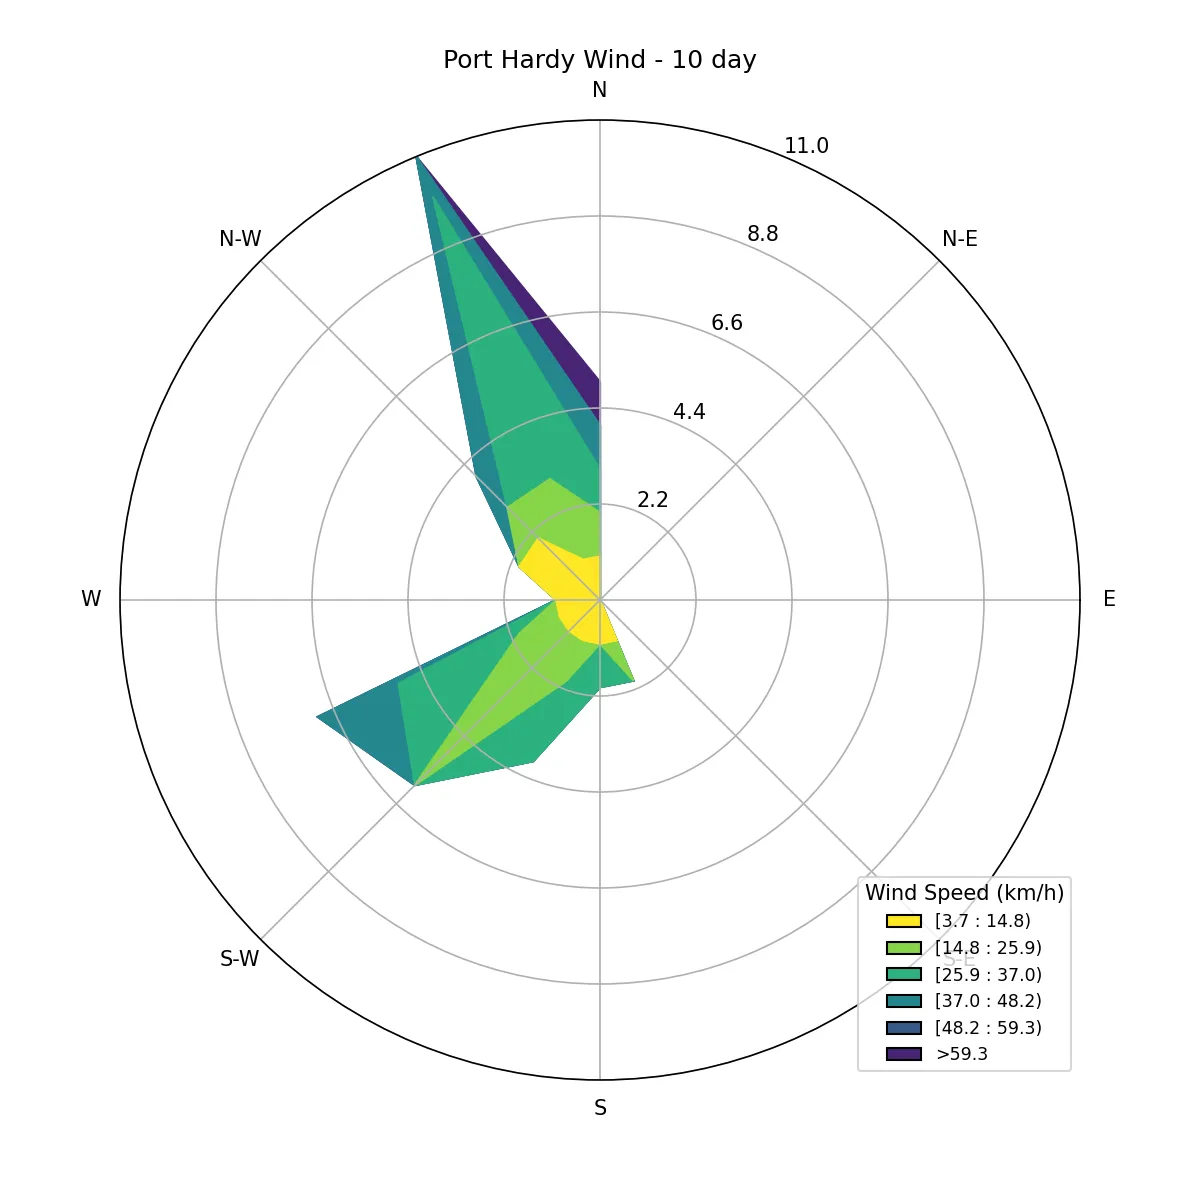 Port Hardy Wind - 10 day
N
11.0
N-W
N-E
8.8
6.6
4.4
2.2
W
E
S-W
S-E
S
Wind Speed (km/h)
[3.7 : 14.8)
[14.8 : 25.9)
[25.9 : 37.0)
[37.0 : 48.2)
[48.2 : 59.3)
>59.3